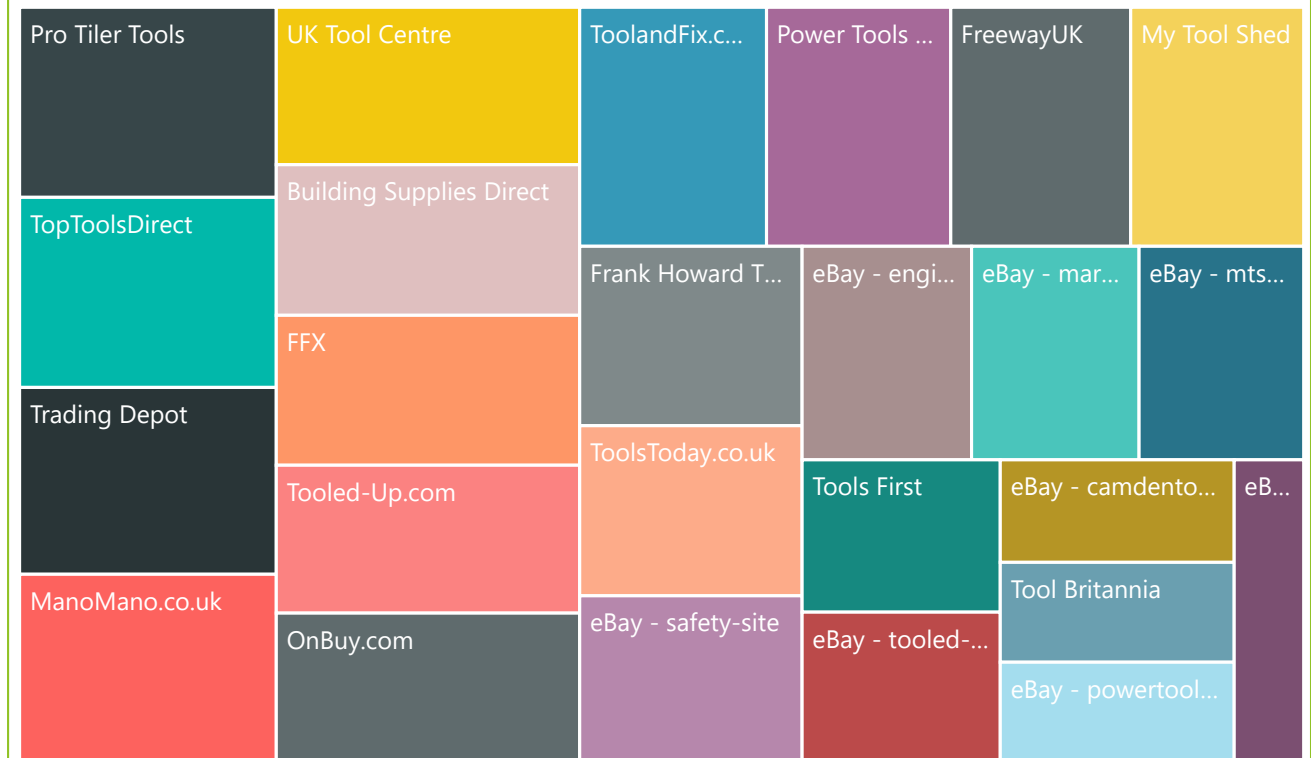 Pro Tiler Tools
TopToolsDirect
Trading Depot
ManoMano.co.uk
UK Tool Centre
Building Supplies Direct
FFX
Tooled-Up.com
OnBuy.com
ToolandFix.c...
Power Tools ...
FreewayUK
My Tool Shed
Frank Howard T...
ToolsToday.co.uk
eBay - safety-site
eBay - engi...
eBay - mar...
eBay - mts...
Tools First
eBay - tooled-...
eBay - camdento...
Tool Britannia
eBay - powertool...
eB...